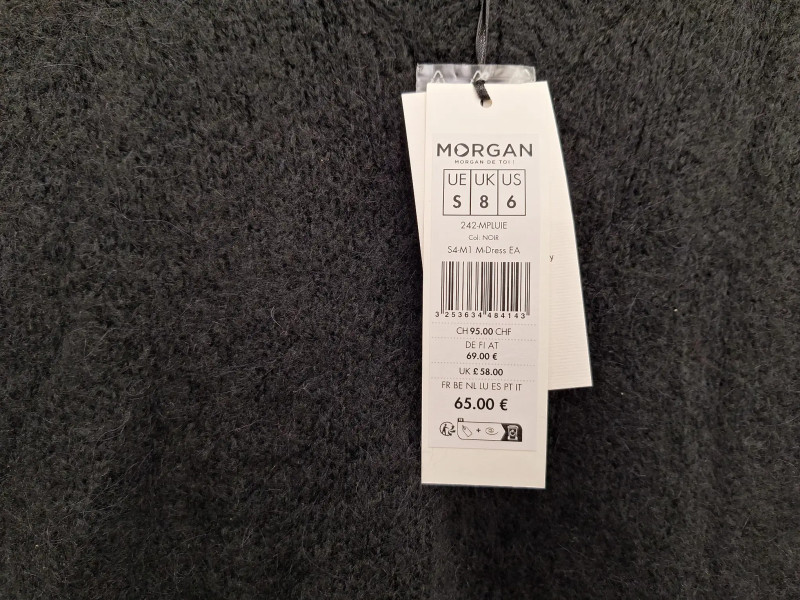 MORGAN
MORGAN DE TOI !
UE UK US
S 8 6
242-MPLUIE
Col: NOIR
S4-M1 M-Dress EA
y
3 253634 484143
CH 95.00 CHF
DE FI AT
69.00 €
UK £ 58.00
FR BE NL LU ES PT IT
65.00 €
+